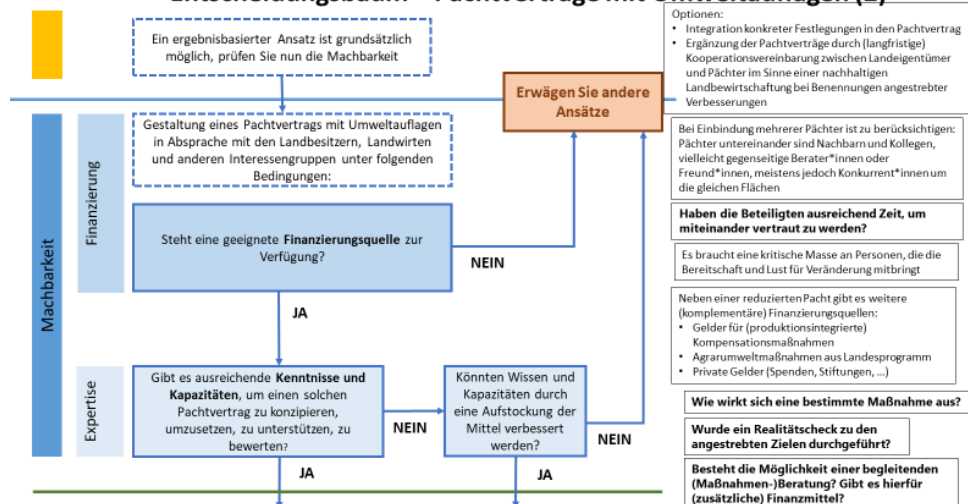 Entscheidungsbaum – Pachtverträge mit Umweltauflagen (2)
Ein ergebnisbasierter Ansatz ist grundsätzlich
möglich, prüfen Sie nun die Machbarkeit
Erwägen Sie andere
Ansätze
Machbarkeit
Finanzierung
Gestaltung eines Pachtvertrags mit Umweltauflagen
in Absprache mit den Landbesitzern, Landwirten
und anderen Interessengruppen unter folgenden
Bedingungen:
Steht eine geeignete Finanzierungsquelle zur
Verfügung?
NEIN
JA
Expertise
Gibt es ausreichende Kenntnisse und
Kapazitäten, um einen solchen
Pachtvertrag zu konzipieren,
umzusetzen, zu unterstützen, zu
bewerten?
NEIN
JA
Könnten Wissen und
Kapazitäten durch
eine Aufstockung der
Mittel verbessert
werden?
NEIN
JA
Optionen:
• Integration konkreter Festlegungen in den Pachtvertrag
• Ergänzung der Pachtverträge durch (langfristige)
Kooperationsvereinbarung zwischen Landeigentümer
und Pächter im Sinne einer nachhaltigen
Landbewirtschaftung bei Benennungen angestrebter
Verbesserungen
Bei Einbindung mehrerer Pächter ist zu berücksichtigen:
Pächter untereinander sind Nachbarn und Kollegen,
vielleicht gegenseitige Berater*innen oder
Freund*innen, meistens jedoch Konkurrent*innen um
die gleichen Flächen
Haben die Beteiligten ausreichend Zeit, um
miteinander vertraut zu werden?
Es braucht eine kritische Masse an Personen, die die
Bereitschaft und Lust für Veränderung mitbringt
Neben einer reduzierten Pacht gibt es weitere
(komplementäre) Finanzierungsquellen:
• Gelder für (produktionsintegrierte)
Kompensationsmaßnahmen
• Agrarumweltmaßnahmen aus Landesprogramm
• Private Gelder (Spenden, Stiftungen, ...)
Wie wirkt sich eine bestimmte Maßnahme aus?
Wurde ein Realitätscheck zu den
angestrebten Zielen durchgeführt?
Besteht die Möglichkeit einer begleitenden
(Maßnahmen-)Beratung? Gibt es hierfür
(zusätzliche) Finanzmittel?